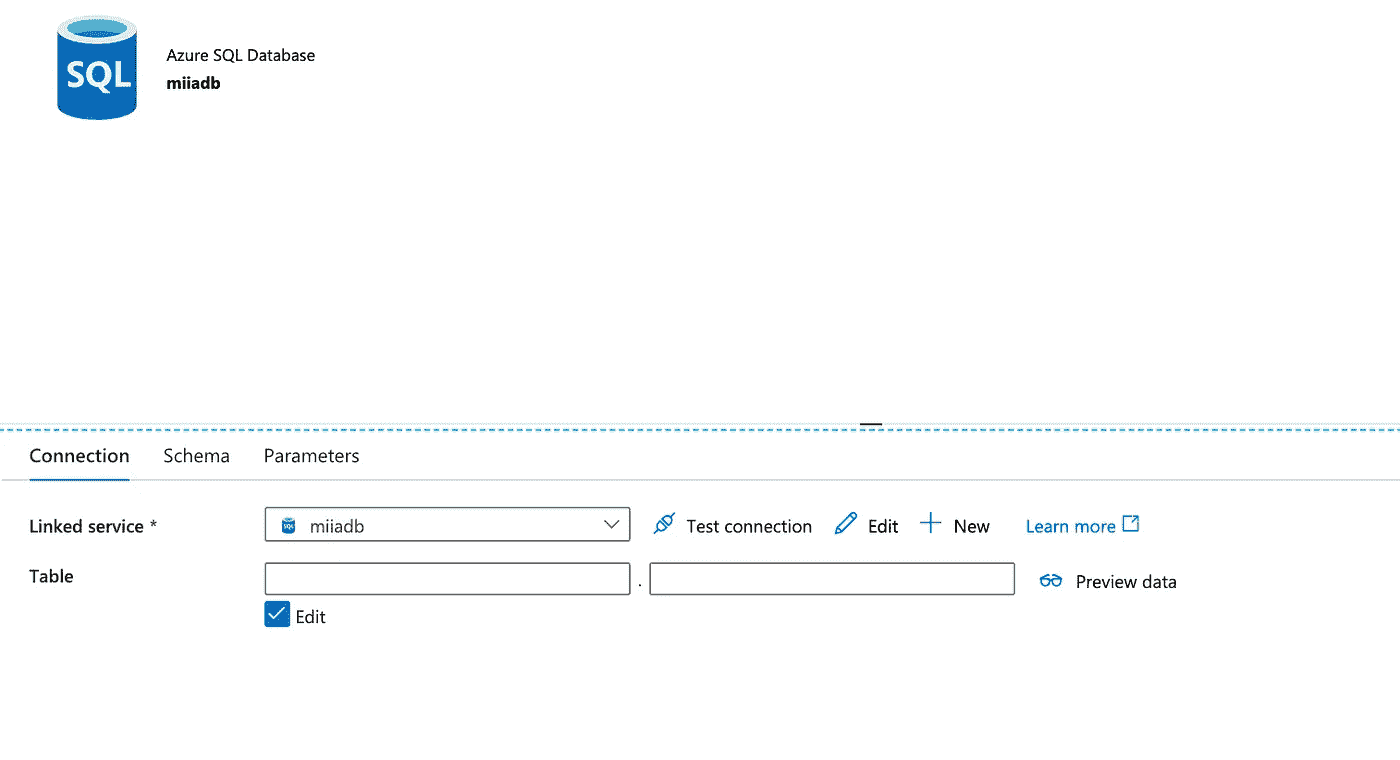 SQL
Azure SQL Database
miiadb
Connection Schema Parameters
Linked service * SQL miiadb Test connection Edit New Learn more
Table . Preview data
Edit